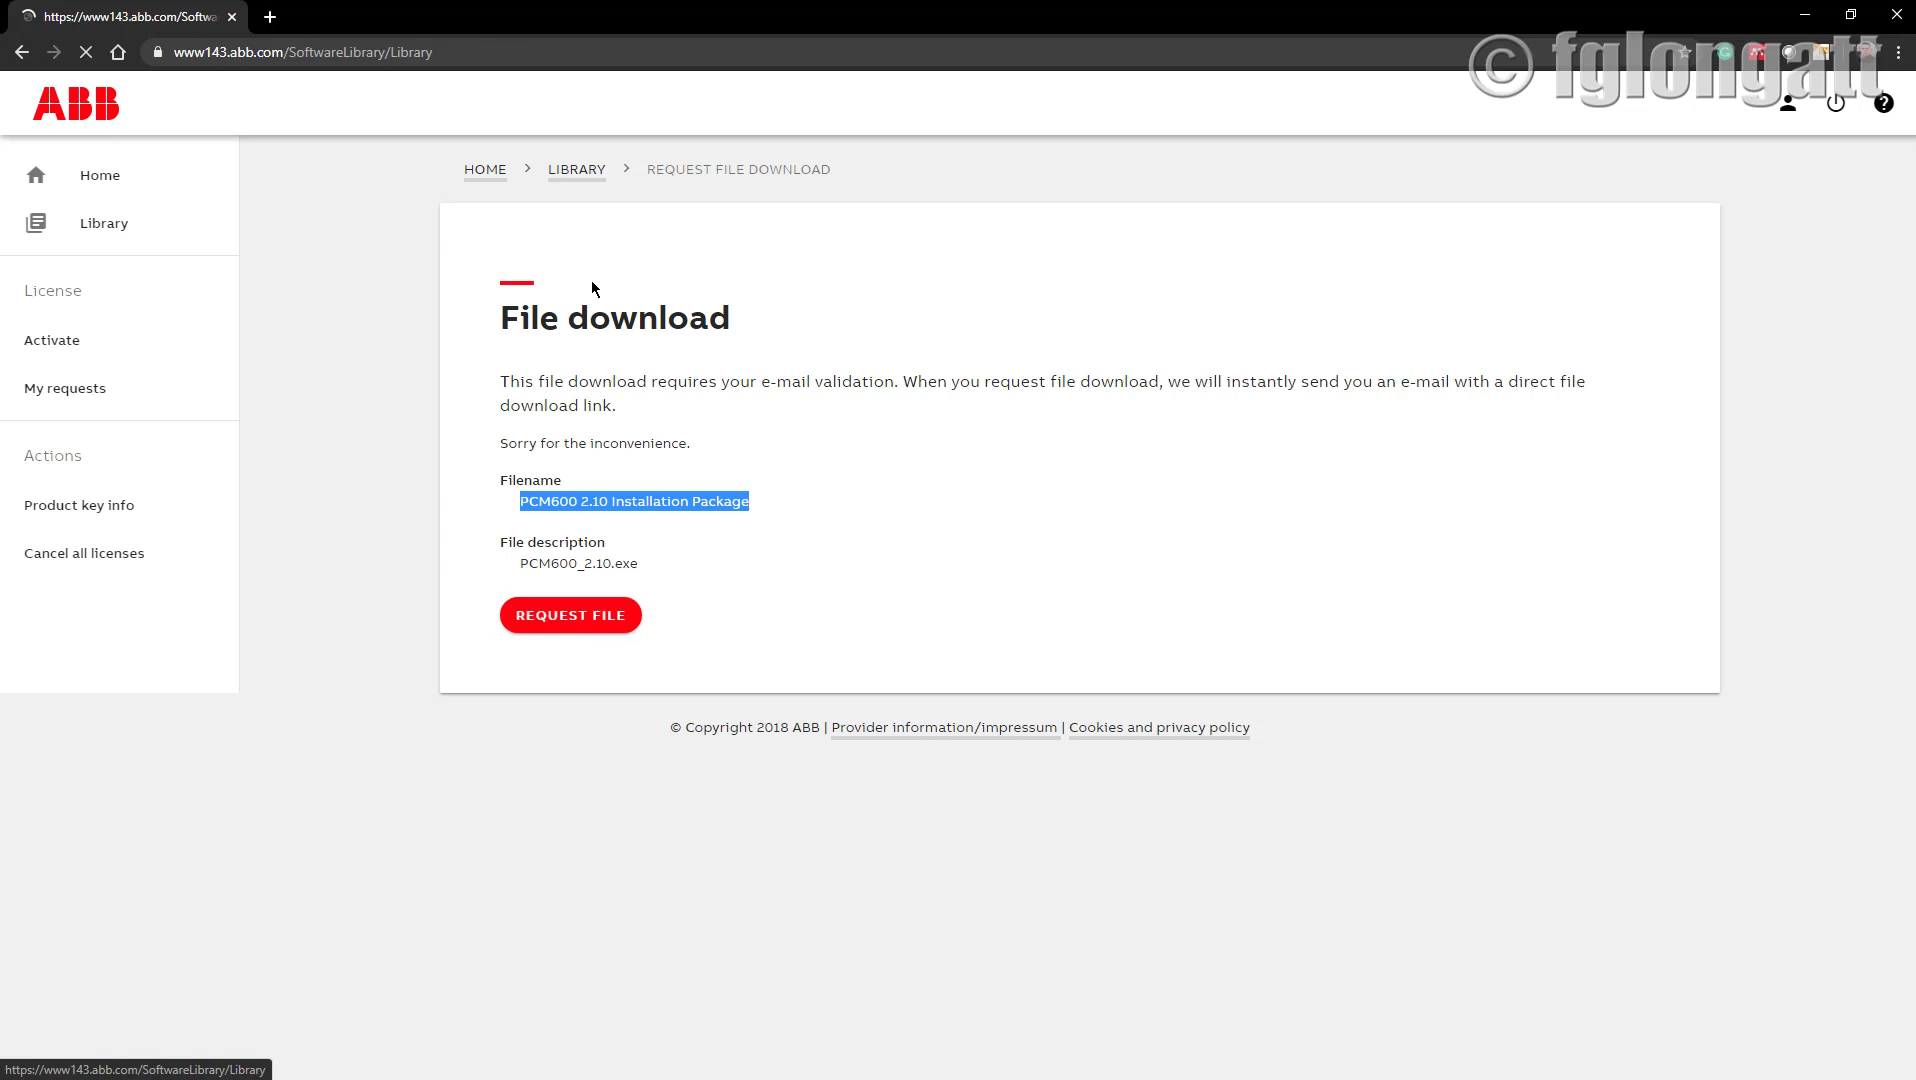 https://www143.abb.com/Softwa
www143.abb.com/SoftwareLibrary/Library
© fglongatt
ABB
Home
Library
License
Activate
My requests
Actions
Product key info
Cancel all licenses
HOME > LIBRARY > REQUEST FILE DOWNLOAD
File download
This file download requires your e-mail validation. When you request file download, we will instantly send you an e-mail with a direct file
download link.
Sorry for the inconvenience.
Filename
PCM600 2.10 Installation Package
File description
PCM600_2.10.exe
REQUEST FILE
© Copyright 2018 ABB | Provider information/impressum | Cookies and privacy policy
https://www143.abb.com/SoftwareLibrary/Library